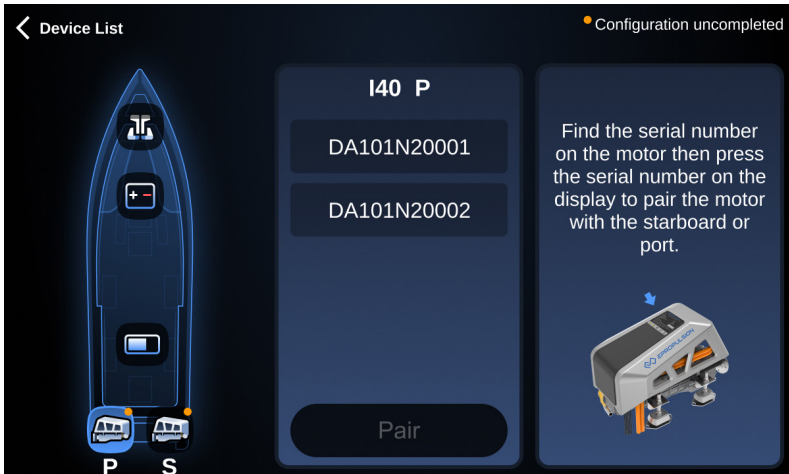 Device List
Configuration uncompleted
I40 P
DA101N20001
DA101N20002
Pair
Find the serial number
on the motor then press
the serial number on the
display to pair the motor
with the starboard or
port.
EPROPULSION
+ -
P S